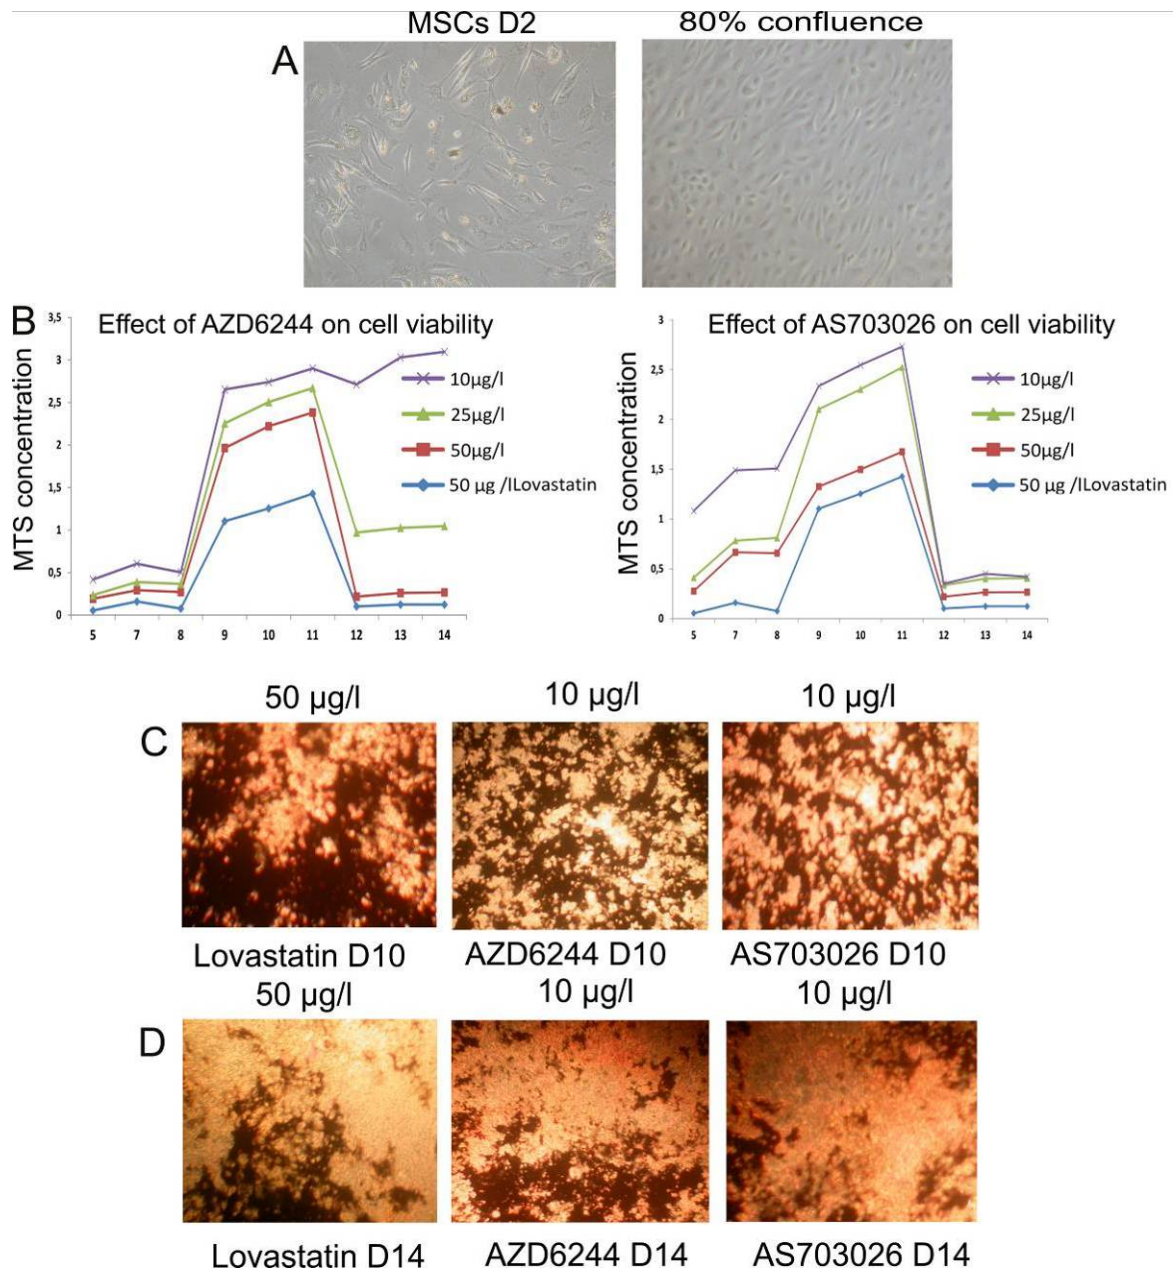 MSCs D2
80% confluence
A
B
Effect of AZD6244 on cell viability
MTS concentration
3,5
3
2,5
2
1,5
1
0,5
0
5 7 8 9 10 11 12 13 14
10µg/l
25µg/l
50µg/l
50 µg /lLovastatin
Effect of AS703026 on cell viability
MTS concentration
3
2,5
2
1,5
1
0,5
0
5 7 8 9 10 11 12 13 14
10µg/l
25µg/l
50µg/l
50 µg /lLovastatin
50 µg/l
10 µg/l
10 µg/l
C
Lovastatin D10
AZD6244 D10
AS703026 D10
50 µg/l
10 µg/l
10 µg/l
D
Lovastatin D14
AZD6244 D14
AS703026 D14